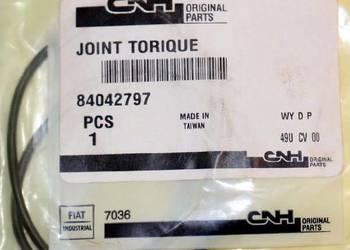 CNH ORIGINAL PARTS
JOINT TORIQUE
84042797
PCS
1
MADE IN
TAIWAN
WY D P
49U CV 00
CNH ORIGINAL PARTS
FIAT
INDUSTRIAL
7036
CNH ORIGINAL PARTS